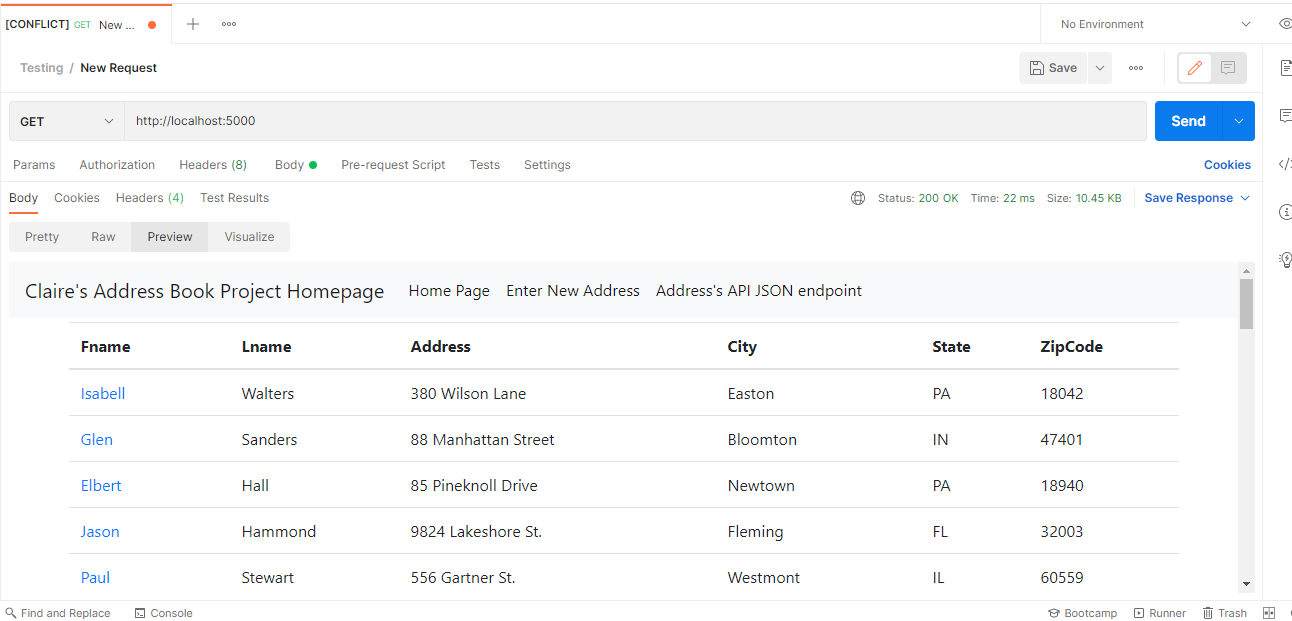 [CONFLICT] GET New ... No Environment
Testing / New Request Save
GET http://localhost:5000 Send
Params Authorization Headers (8) Body Pre-request Script Tests Settings Cookies
Body Cookies Headers (4) Test Results Status: 200 OK Time: 22 ms Size: 10.45 KB Save Response
Pretty Raw Preview Visualize
Claire's Address Book Project Homepage Home Page Enter New Address Address's API JSON endpoint
Fname Lname Address City State ZipCode
Isabell Walters 380 Wilson Lane Easton PA 18042
Glen Sanders 88 Manhattan Street Bloomton IN 47401
Elbert Hall 85 Pineknoll Drive Newtown PA 18940
Jason Hammond 9824 Lakeshore St. Fleming FL 32003
Paul Stewart 556 Gartner St. Westmont IL 60559
Find and Replace Console Bootcamp Runner Trash